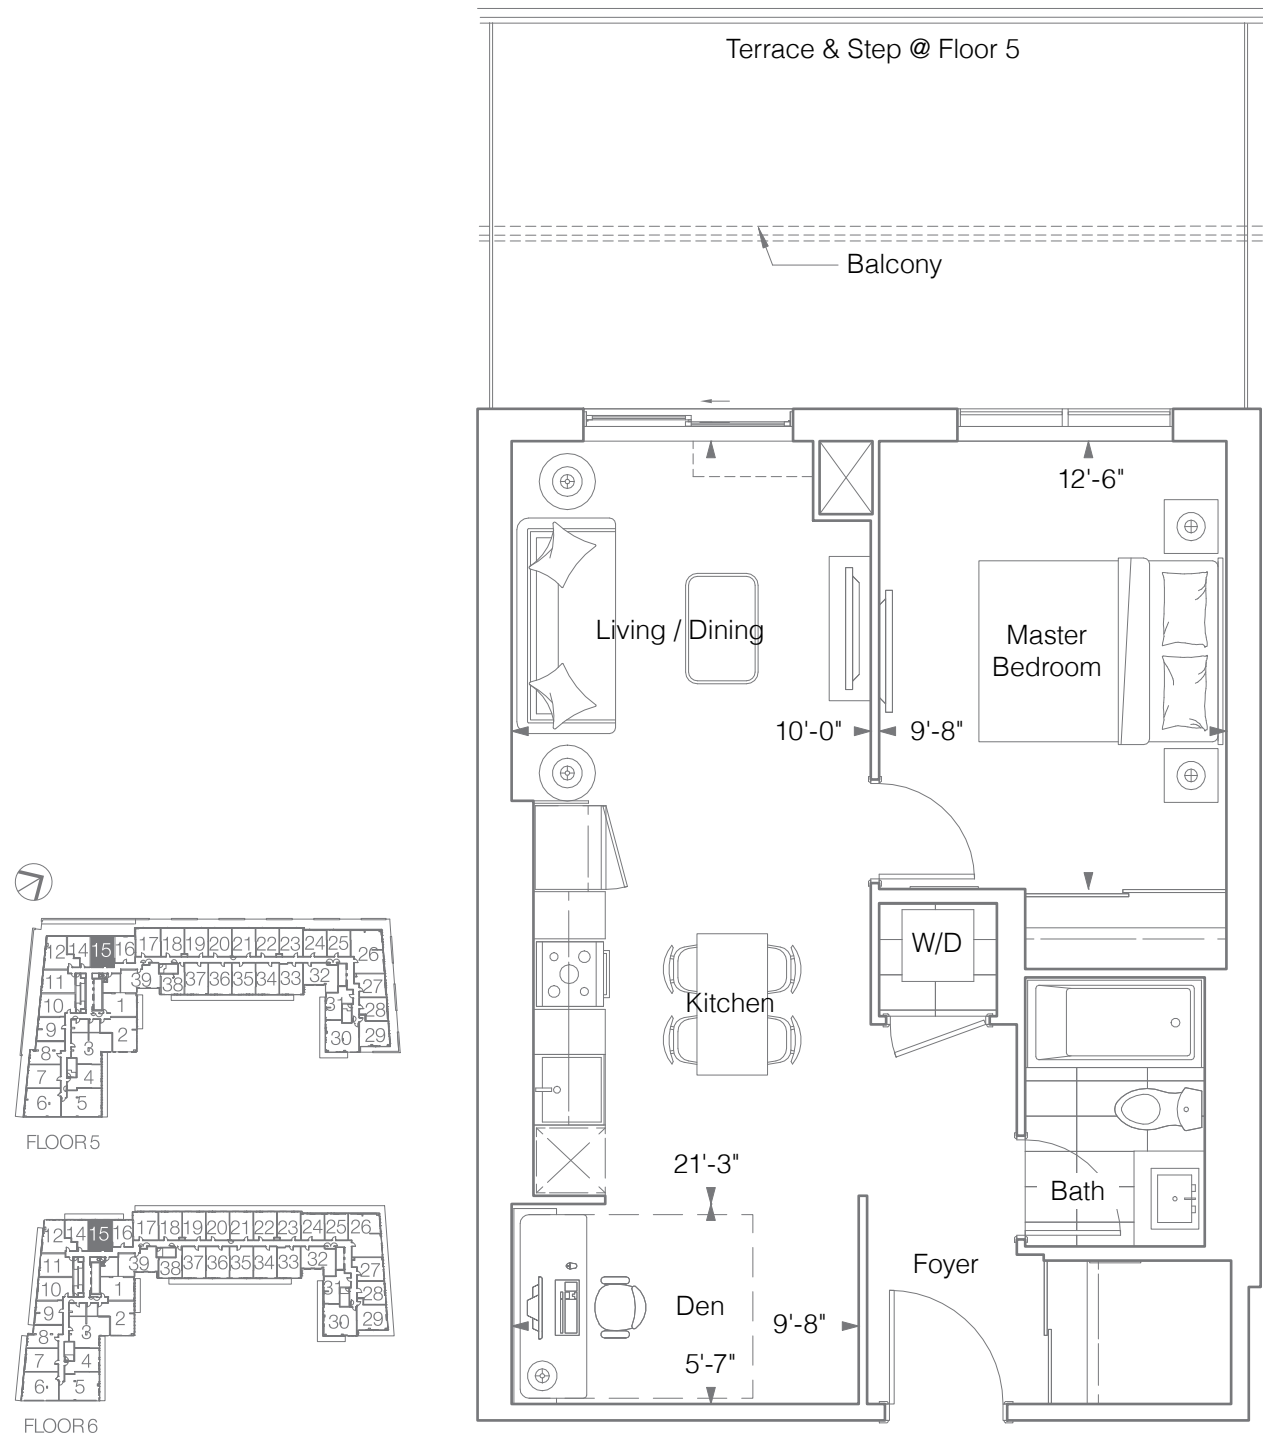 Terrace & Step @ Floor 5
Balcony
12'-6"
Living / Dining
Master
Bedroom
10'-0"
9'-8"
W/D
Kitchen
21'-3"
Bath
Foyer
Den
9'-8"
5'-7"
12 14 15 16 17 18 19 20 21 22 23 24 25 26
11 39 38 37 36 35 34 33 32 27
10 1 31 28
9 2 30 29
8 3
7 4
6 5
FLOOR 5
12 14 15 16 17 18 19 20 21 22 23 24 25 26
11 39 38 37 36 35 34 33 32 27
10 1 31 28
9 2 30 29
8 3
7 4
6 5
FLOOR 6